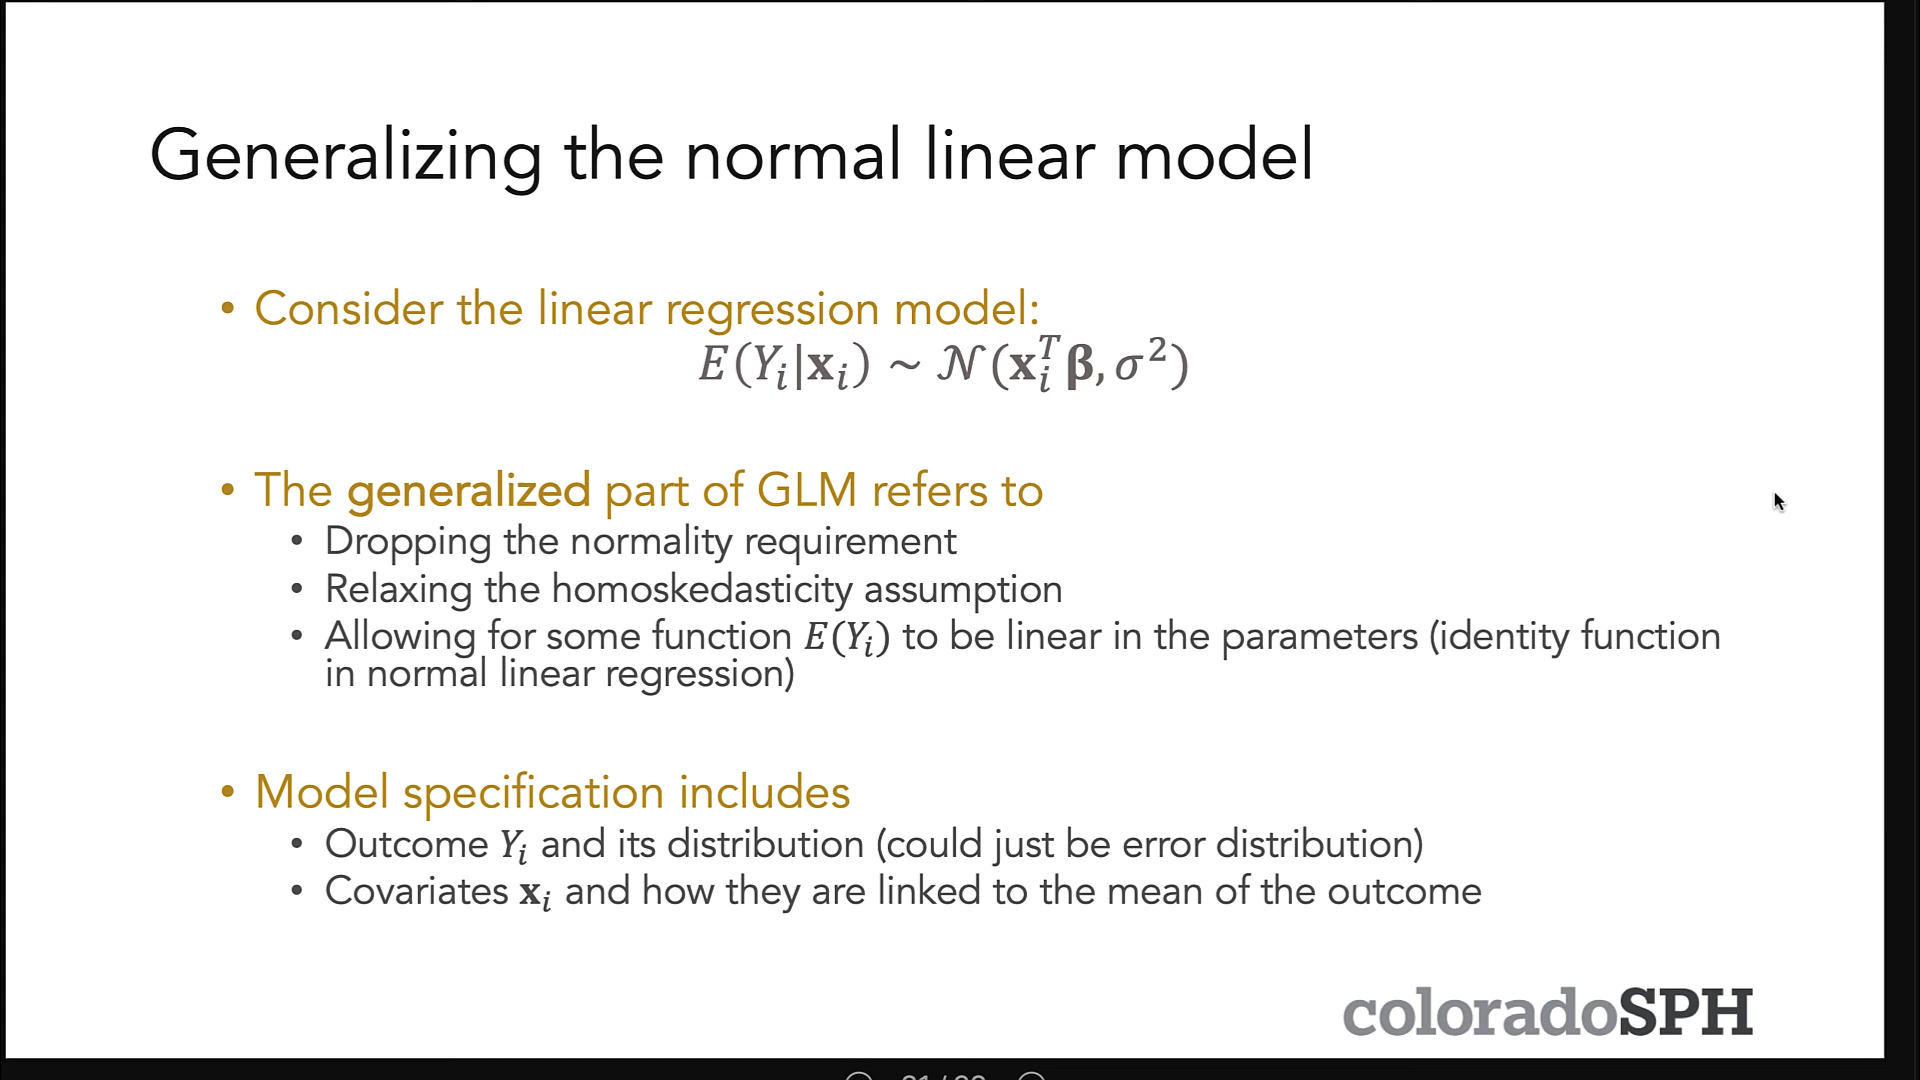 Generalizing the normal linear model
• Consider the linear regression model:
E(Yᵢ|𝐱ᵢ) ~ 𝒩(𝐱ᵢᵀ𝛃, σ²)
• The generalized part of GLM refers to
• Dropping the normality requirement
• Relaxing the homoskedasticity assumption
• Allowing for some function E(Yᵢ) to be linear in the parameters (identity function
in normal linear regression)
• Model specification includes
• Outcome Yᵢ and its distribution (could just be error distribution)
• Covariates 𝐱ᵢ and how they are linked to the mean of the outcome
coloradoSPH